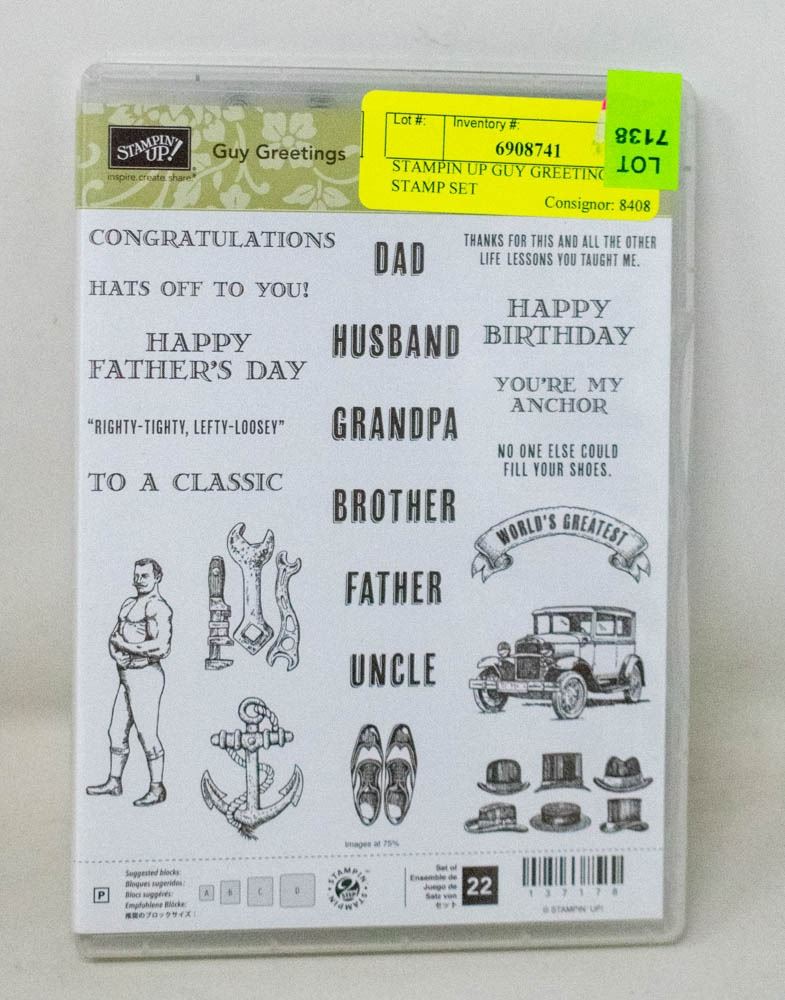 STAMPIN' UP!
inspire.create.share.
Guy Greetings
Lot #:
Inventory #:
6908741
STAMPIN UP GUY GREETING
STAMP SET
Consignor: 8408
LOT
7138
CONGRATULATIONS
HATS OFF TO YOU!
HAPPY
FATHER'S DAY
"RIGHTY-TIGHTY, LEFTY-LOOSEY"
TO A CLASSIC
DAD
HUSBAND
GRANDPA
BROTHER
FATHER
UNCLE
THANKS FOR THIS AND ALL THE OTHER
LIFE LESSONS YOU TAUGHT ME.
HAPPY
BIRTHDAY
YOU'RE MY
ANCHOR
NO ONE ELSE COULD
FILL YOUR SHOES.
WORLD'S GREATEST
Images at 75%
P
Suggested blocks:
Bloques sugeridos:
Blocs suggérés:
Empfohlene Blöcke:
推奨のブロックサイズ：
A B C D
STAMPIN'
2
STEP
STAMPIN'
Set of
Ensemble de
Juego de
Satz von
セット
22
137178
© STAMPIN' UP!